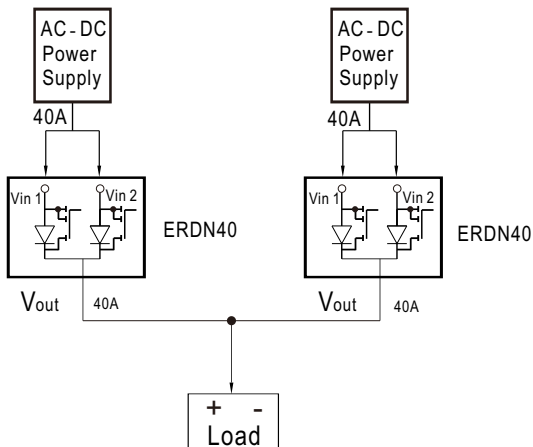 AC - DC
Power
Supply
AC - DC
Power
Supply
40A
40A
Vin 1
Vin 2
ERDN40
Vin 1
Vin 2
ERDN40
Vout
40A
Vout
40A
+ -
Load